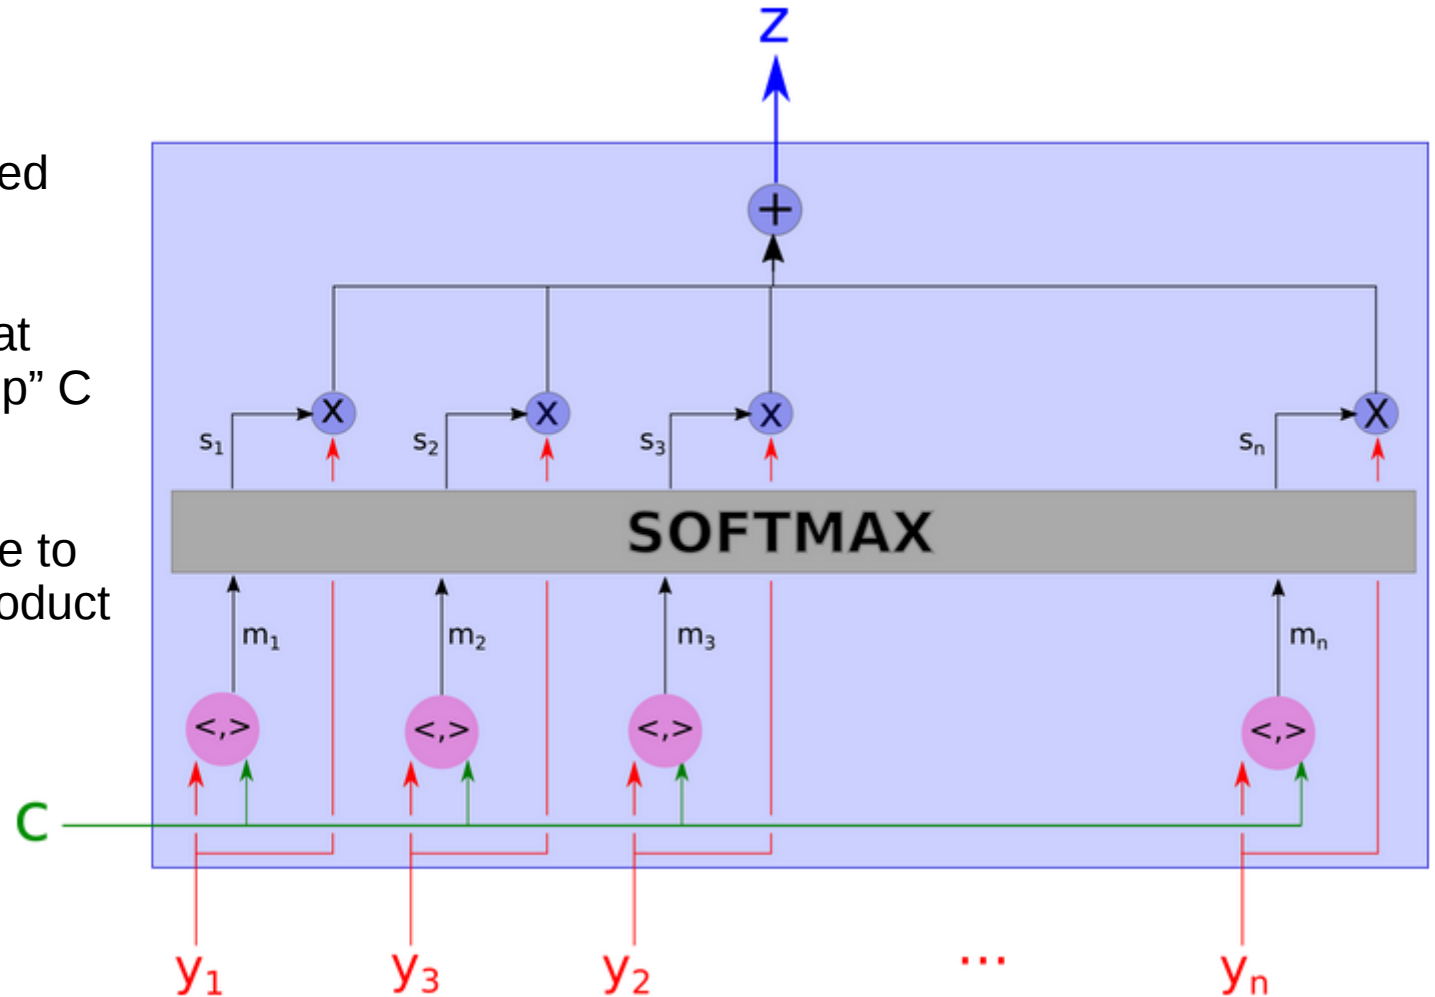 z
ed
+
at
p” C
X X X X
s1 s2 s3 sn
SOFTMAX
e to
oduct
m1 m2 m3 mn
<,> <,> <,> <,>
C
y1 y3 y2 ... yn